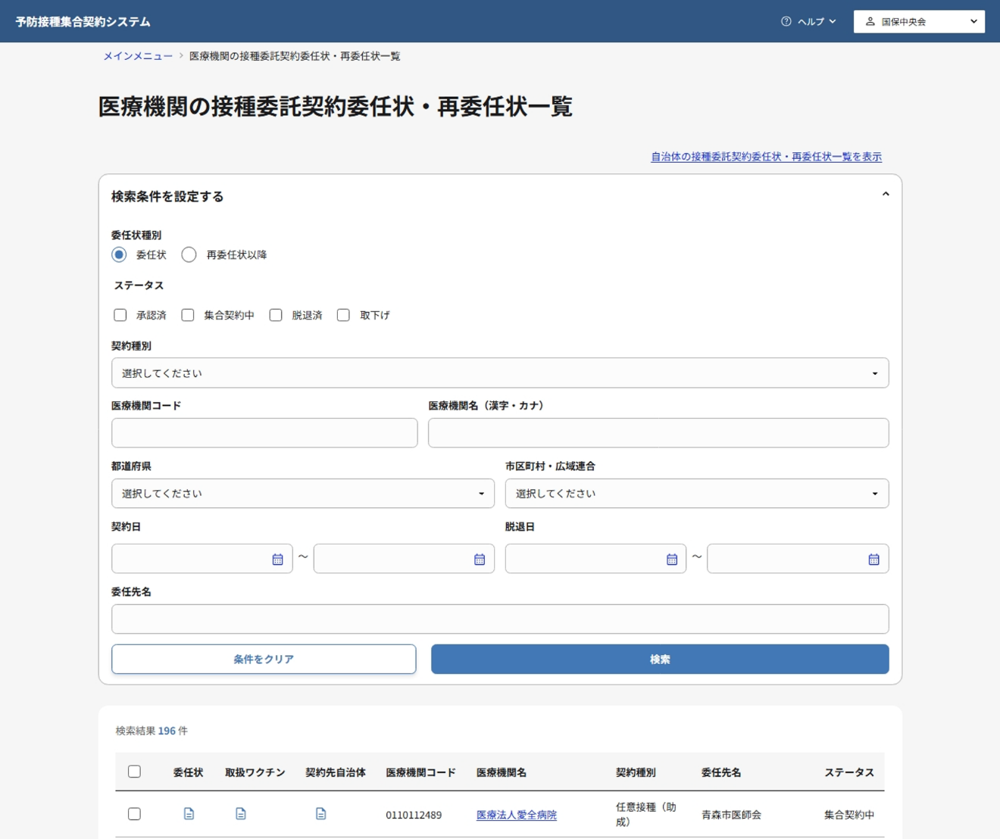 予防接種集合契約システム
ヘルプ
国保中央会
メインメニュー > 医療機関の接種委託契約委任状・再委任状一覧
医療機関の接種委託契約委任状・再委任状一覧
自治体の接種委託契約委任状・再委任状一覧を表示
検索条件を設定する
委任状種別
委任状 再委任状以降
ステータス
承認済 集合契約中 脱退済 取下げ
契約種別
選択してください
医療機関コード 医療機関名（漢字・カナ）
都道府県 市区町村・広域連合
選択してください 選択してください
契約日 脱退日
～ ～
委任先名
条件をクリア 検索
検索結果 196 件
委任状 取扱ワクチン 契約先自治体 医療機関コード 医療機関名 契約種別 委任先名 ステータス
0110112489 医療法人愛全病院 任意接種（助成） 青森市医師会 集合契約中